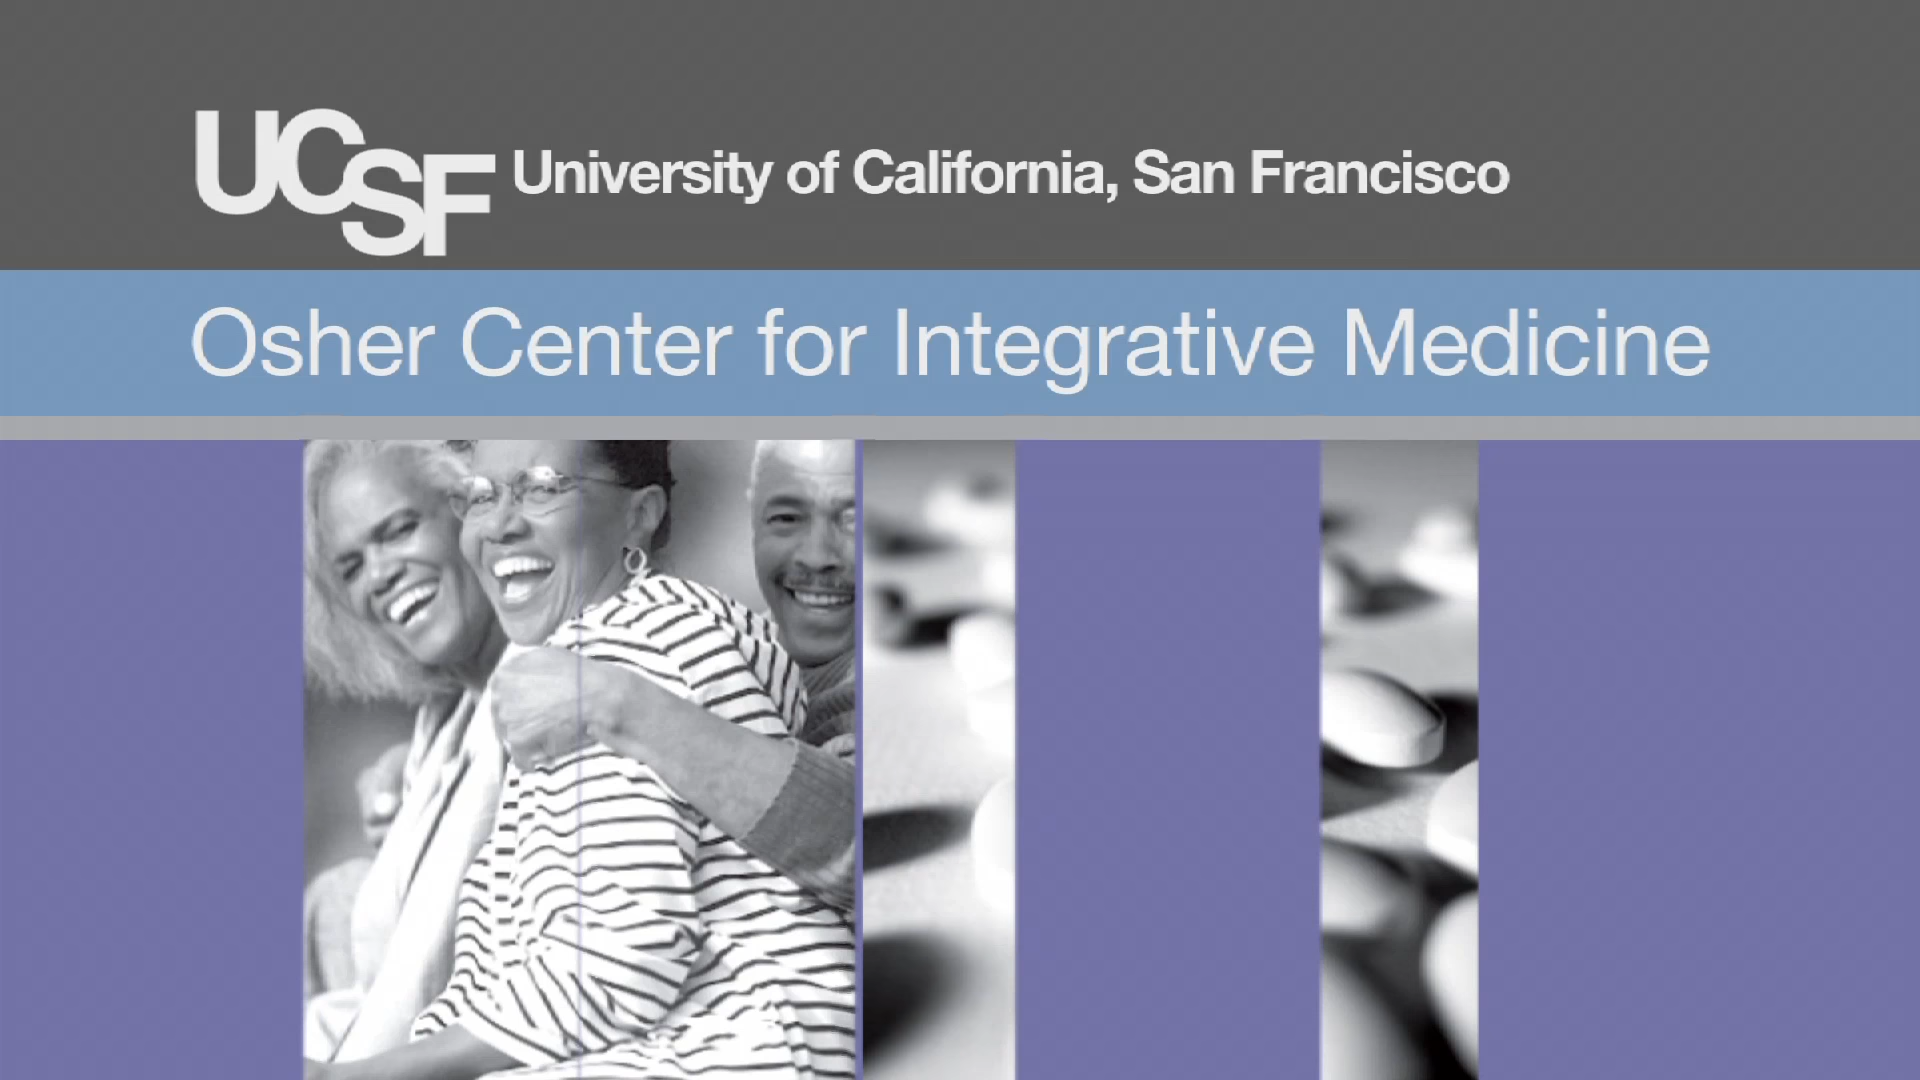 UCSF University of California, San Francisco
Osher Center for Integrative Medicine